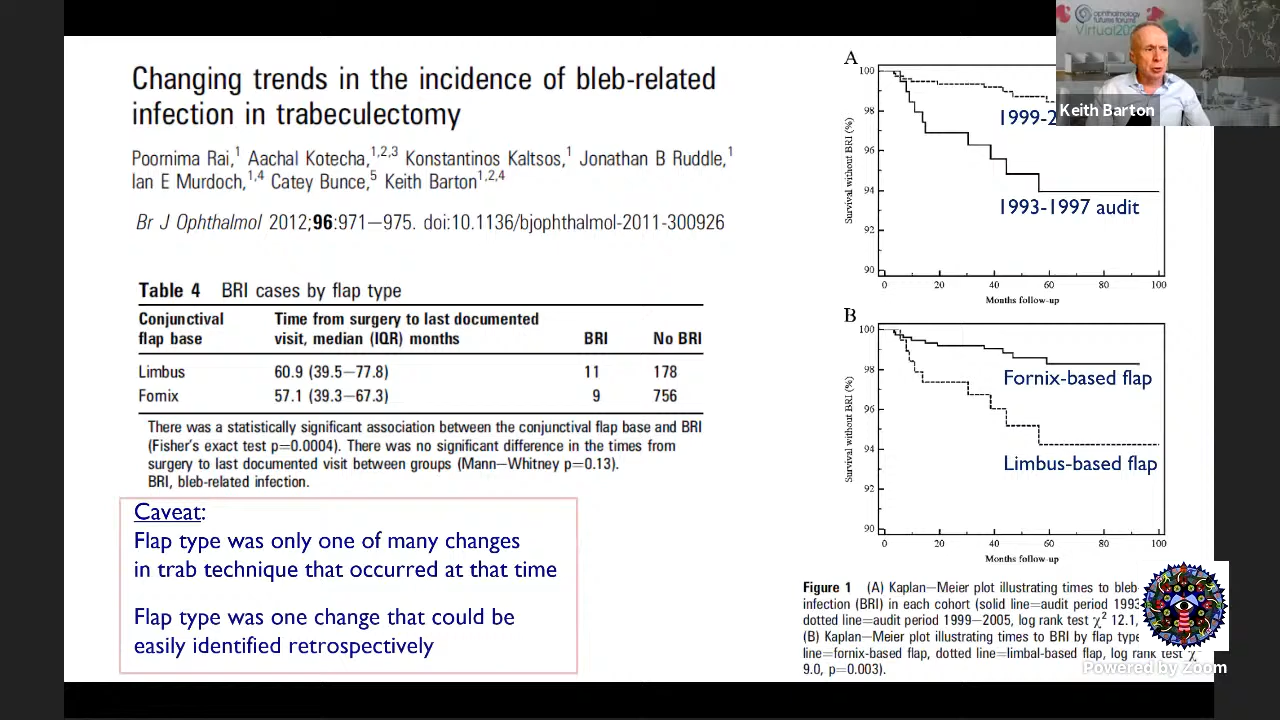 Changing trends in the incidence of bleb-related
infection in trabeculectomy
Poornima Rai,1 Aachal Kotecha,1,2,3 Konstantinos Kaltsos,1 Jonathan B Ruddle,1
Ian E Murdoch,1,4 Catey Bunce,5 Keith Barton1,2,4
Br J Ophthalmol 2012;96:971–975. doi:10.1136/bjophthalmol-2011-300926
Table 4 BRI cases by flap type
Conjunctival flap base
Time from surgery to last documented visit, median (IQR) months
BRI
No BRI
Limbus 60.9 (39.5–77.8) 11 178
Fornix 57.1 (39.3–67.3) 9 756
There was a statistically significant association between the conjunctival flap base and BRI
(Fisher's exact test p=0.0004). There was no significant difference in the times from
surgery to last documented visit between groups (Mann–Whitney p=0.13).
BRI, bleb-related infection.
Caveat:
Flap type was only one of many changes
in trab technique that occurred at that time
Flap type was one change that could be
easily identified retrospectively
A
100
98
96
94
92
90
Survival without BRI (%)
0 20 40 60 80 100
Months follow-up
1999-2
1993-1997 audit
B
100
98
96
94
92
90
Survival without BRI (%)
0 20 40 60 80 100
Months follow-up
Fornix-based flap
Limbus-based flap
Figure 1 (A) Kaplan–Meier plot illustrating times to bleb-
infection (BRI) in each cohort (solid line=audit period 1993
dotted line=audit period 1999–2005, log rank test χ2 12.1,
(B) Kaplan–Meier plot illustrating times to BRI by flap type
line=fornix-based flap, dotted line=limbal-based flap, log rank test χ
9.0, p=0.003).
ophthalmology
futures forums
Virtual 20
Keith Barton
Powered by Zoom